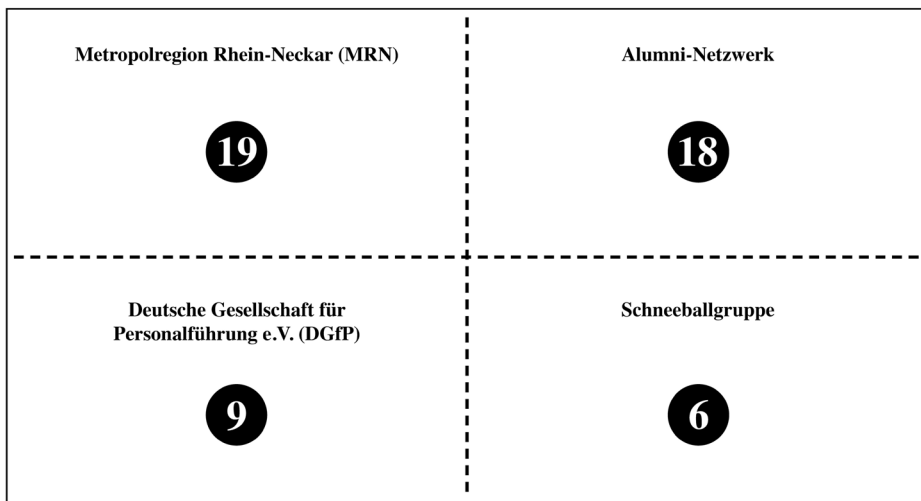 Metropolregion Rhein-Neckar (MRN)
19
Alumni-Netzwerk
18
Deutsche Gesellschaft für
Personalführung e.V. (DGfP)
9
Schneeballgruppe
6